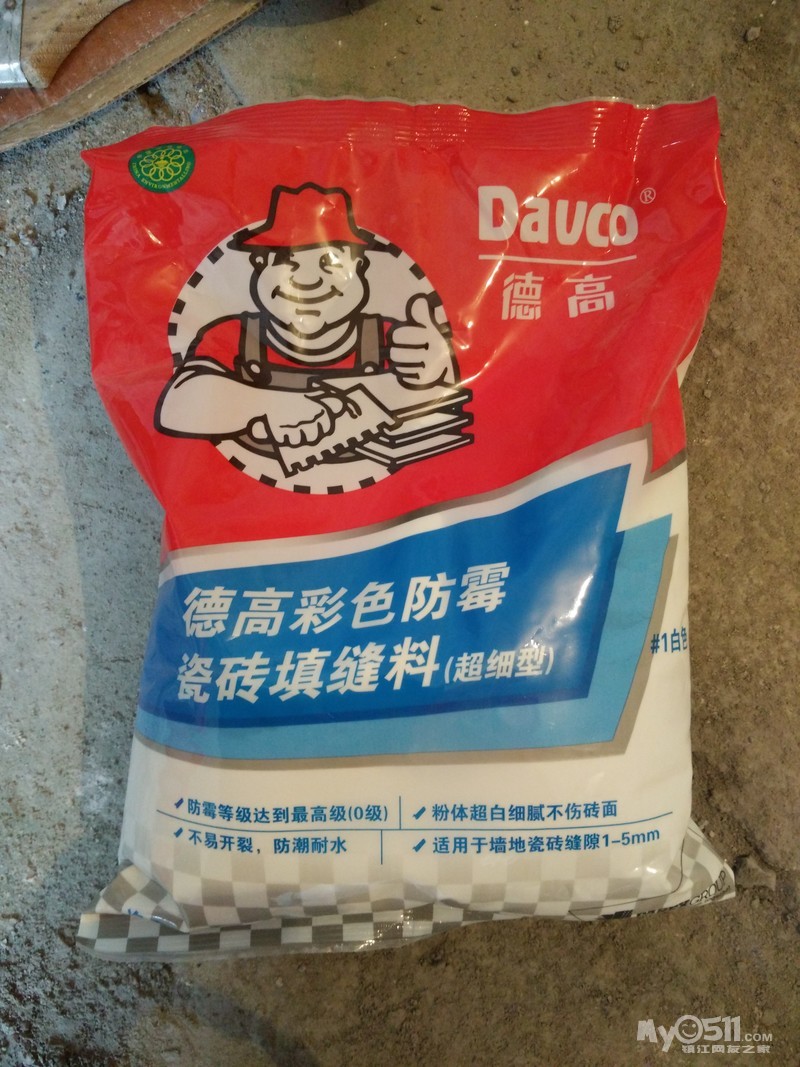 Davco®
德高
德高彩色防霉
瓷砖填缝料(超细型)
#1白色
防霉等级达到最高级(0级)
粉体超白细腻不伤砖面
不易开裂，防潮耐水
适用于墙地瓷砖缝隙1-5mm
GROUP
My0511.COM
镇江网友之家